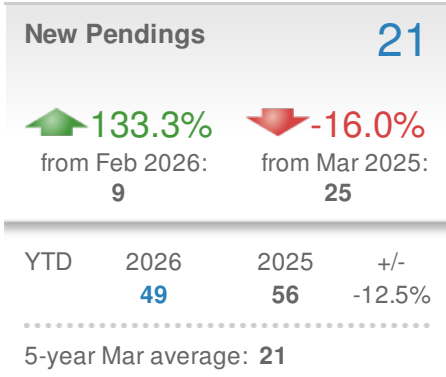 New Pendings 21
133.3% -16.0%
from Feb 2026: from Mar 2025:
9 25
YTD 2026 2025 +/-
49 56 -12.5%
5-year Mar average: 21